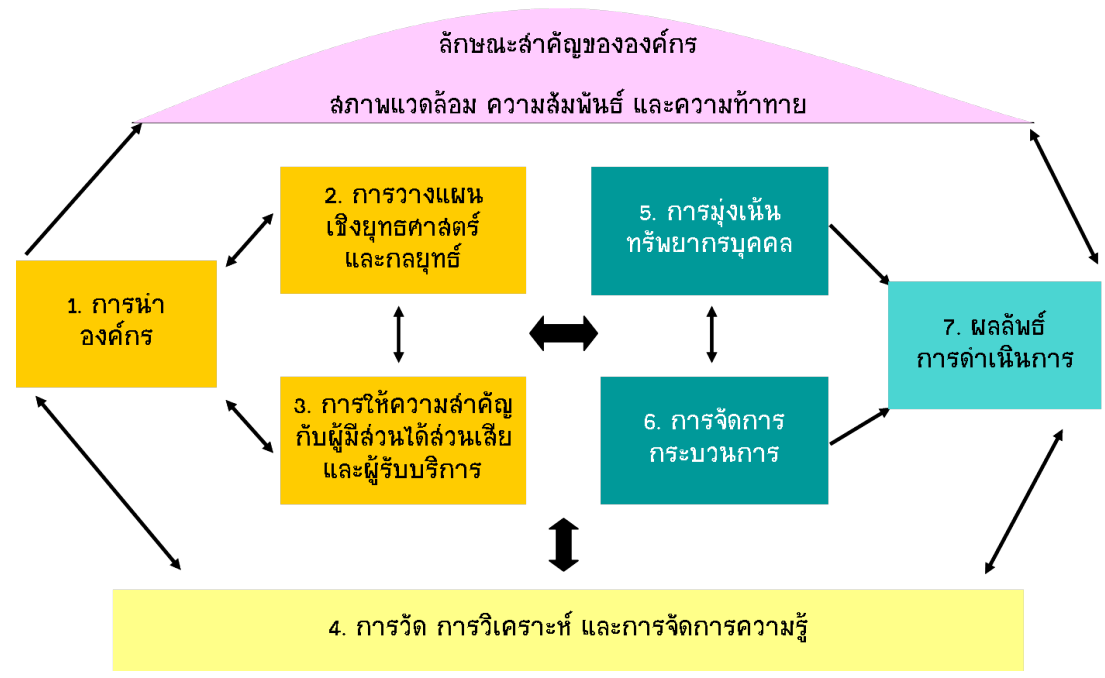 ลักษณะสำคัญขององค์กร
สภาพแวดล้อม ความสัมพันธ์ และความท้าทาย
1. การนำ
องค์กร
2. การวางแผน
เชิงยุทธศาสตร์
และกลยุทธ์
3. การให้ความสำคัญ
กับผู้มีส่วนได้ส่วนเสีย
และผู้รับบริการ
5. การมุ่งเน้น
ทรัพยากรบุคคล
6. การจัดการ
กระบวนการ
7. ผลลัพธ์
การดำเนินการ
4. การวัด การวิเคราะห์ และการจัดการความรู้